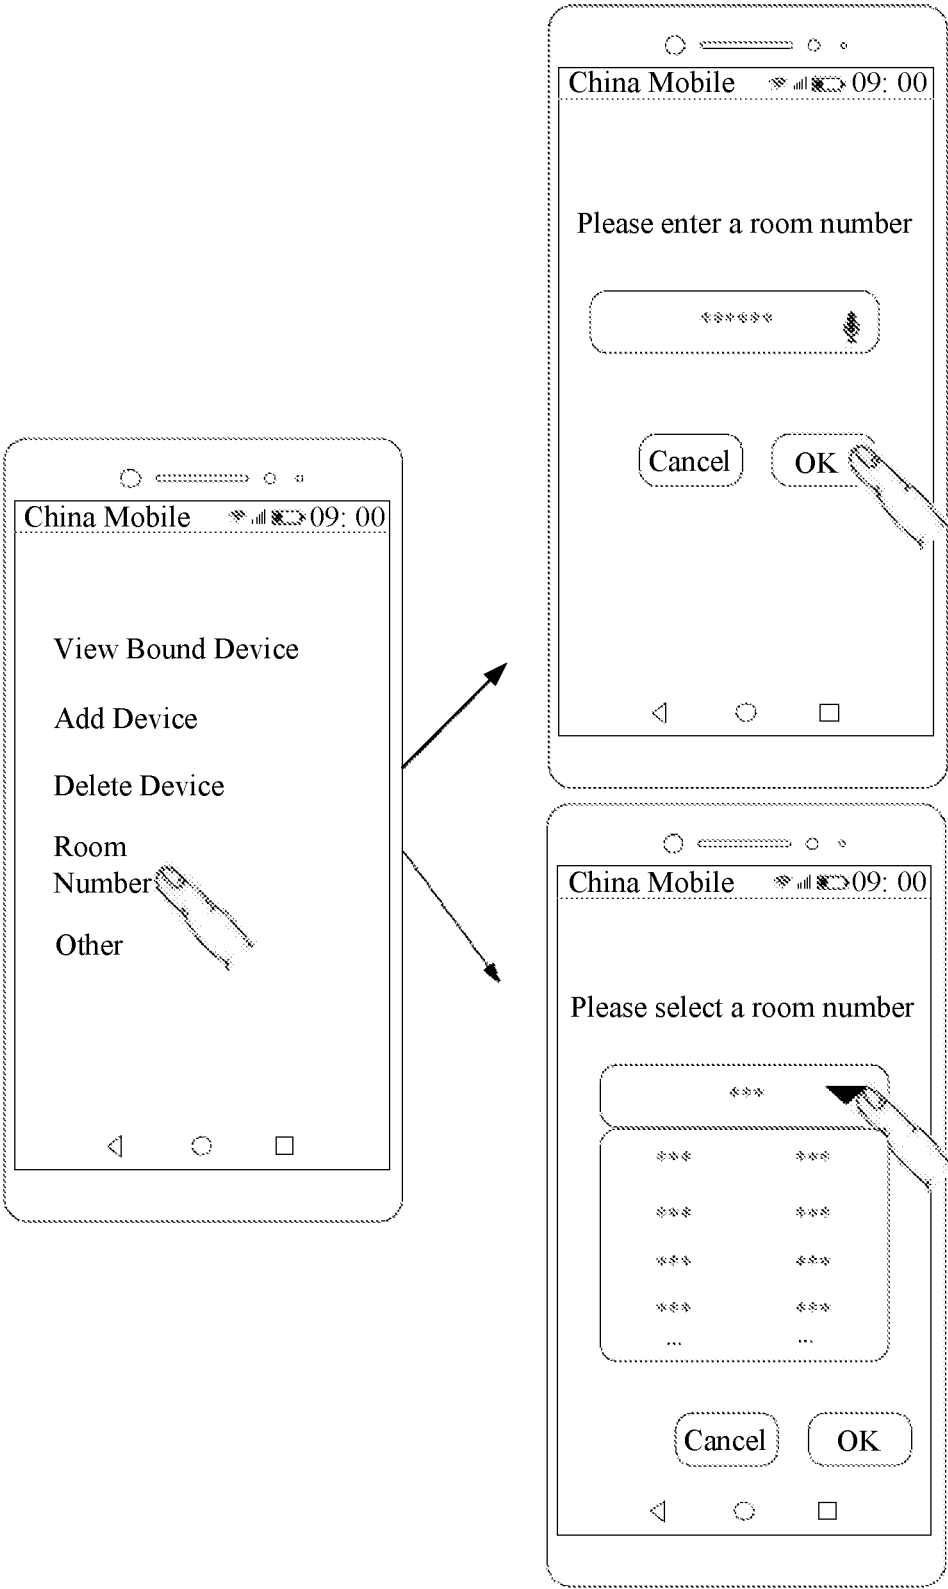 China Mobile 09: 00
Please enter a room number
******
Cancel OK
China Mobile 09: 00
View Bound Device
Add Device
Delete Device
Room
Number
Other
China Mobile 09: 00
Please select a room number
***
*** ***
*** ***
*** ***
*** ***
... ...
Cancel OK